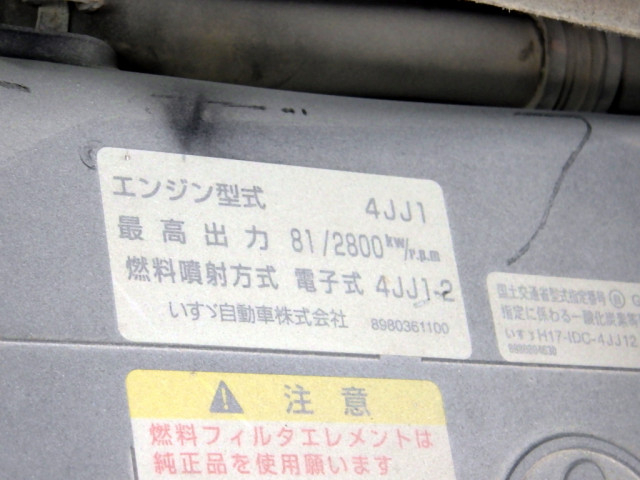 エンジン型式 4JJ1
最高出力 81/2800 kw/r.p.m
燃料噴射方式 電子式 4JJ1-2
いすゞ自動車株式会社 8980361100
国土交通省型式指定番号
指定に係わる一酸化炭素等
いすゞH17-IDC-4JJ12
注意
燃料フィルタエレメントは
純正品を使用願います